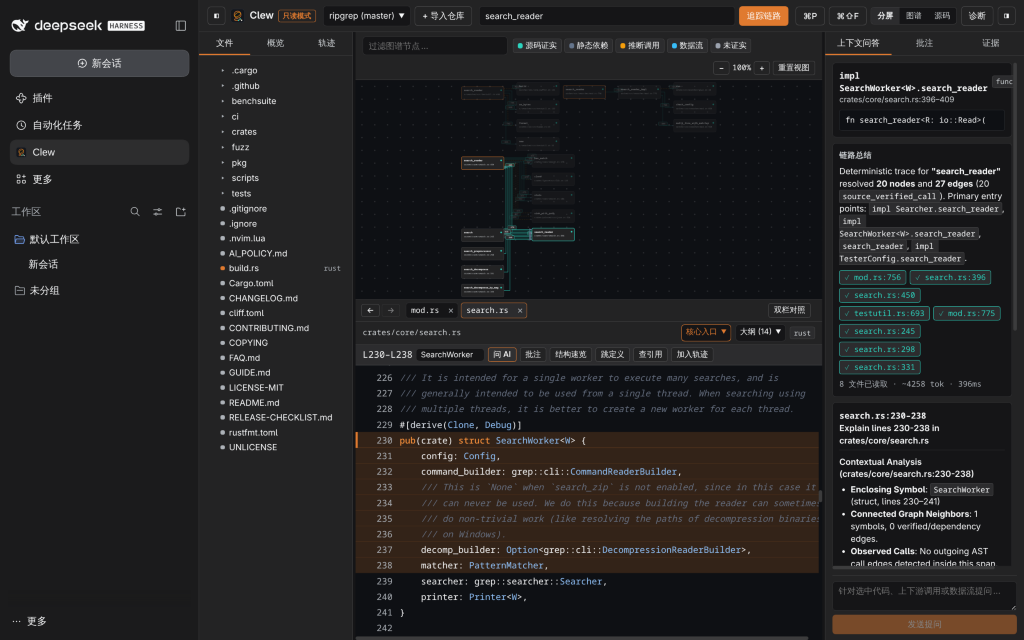 deepseek HARNESS
新会话
插件
自动化任务
Clew
更多
工作区
默认工作区
新会话
未分组
更多
Clew 只读模式 ripgrep (master) ▼ + 导入仓库 search_reader 追踪链路 ⌘P ⌘⇧F 分屏 图谱 源码 诊断
文件 概览 轨迹
.cargo
.github
benchsuite
ci
crates
fuzz
pkg
scripts
tests
.gitignore
.ignore
.nvim.lua
AI_POLICY.md
build.rs rust
Cargo.toml
CHANGELOG.md
cliff.toml
CONTRIBUTING.md
COPYING
FAQ.md
GUIDE.md
LICENSE-MIT
README.md
RELEASE-CHECKLIST.md
rustfmt.toml
UNLICENSE
过滤图谱节点... 源码证实 静态依赖 推断调用 数据流 未证实
− 100% + 重置视图
← → mod.rs × search.rs × 双栏对照
crates/core/search.rs 核心入口 ▼ 大纲 (14) ▼ rust
L230-L238 SearchWorker 问 AI 批注 结构速览 跳定义 查引用 加入轨迹
226 /// It is intended for a single worker to execute many searches, and is
227 /// generally intended to be used from a single thread. When searching using
228 /// multiple threads, it is better to create a new worker for each thread.
229 #[derive(Clone, Debug)]
230 pub(crate) struct SearchWorker<W> {
231 config: Config,
232 command_builder: grep::cli::CommandReaderBuilder,
233 /// This is `None` when `search_zip` is not enabled, since in this case it
234 /// can never be used. We do this because building the reader can sometimes
235 /// do non-trivial work (like resolving the paths of decompression binaries
236 /// on Windows).
237 decomp_builder: Option<grep::cli::DecompressionReaderBuilder>,
238 matcher: PatternMatcher,
239 searcher: grep::searcher::Searcher,
240 printer: Printer<W>,
241 }
242
上下文问答 批注 证据
impl
SearchWorker<W>.search_reader func
crates/core/search.rs:396–409
fn search_reader<R: io::Read>(
链路总结
Deterministic trace for "search_reader"
resolved 20 nodes and 27 edges (20
source_verified_call). Primary entry
points: impl Searcher.search_reader,
impl
SearchWorker<W>.search_reader,
search_reader, impl
TesterConfig.search_reader.
✓ mod.rs:756 ✓ search.rs:396
✓ search.rs:450
✓ testutil.rs:693 ✓ mod.rs:775
✓ search.rs:245
✓ search.rs:298
✓ search.rs:331
8 文件已读取 · ~4258 tok · 396ms
search.rs:230-238
Explain lines 230-238 in
crates/core/search.rs
Contextual Analysis
(crates/core/search.rs:230-238)
• Enclosing Symbol: SearchWorker
(struct, lines 230–241)
• Connected Graph Neighbors: 1
symbols, 0 verified/dependency
edges.
• Observed Calls: No outgoing AST
call edges detected inside this span
针对选中代码、上下游调用或数据流提问...
发送提问